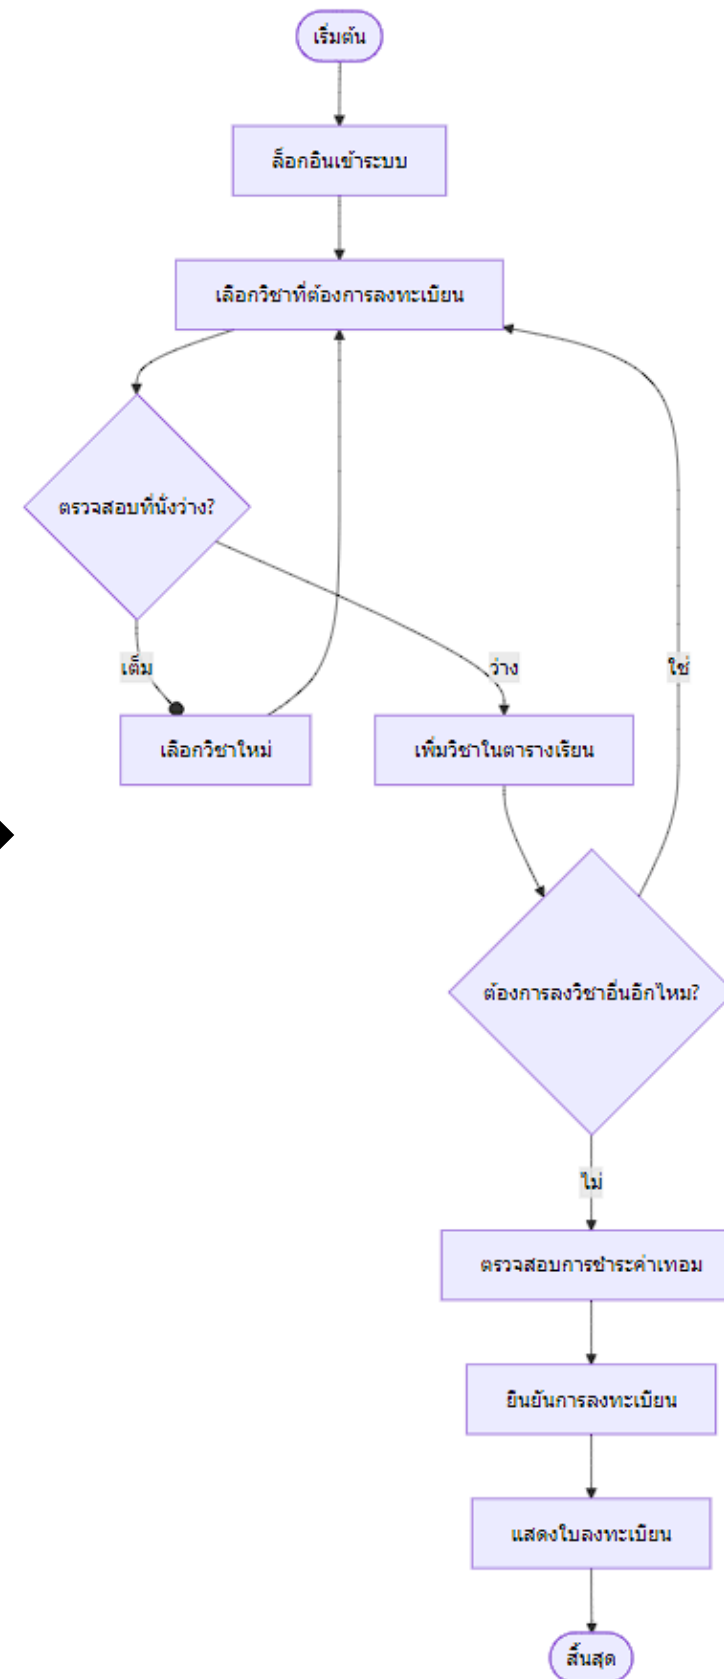 เริ่มต้น
ล็อกอินเข้าระบบ
เลือกวิชาที่ต้องการลงทะเบียน
ตรวจสอบที่นั่งว่าง?
เต็ม
ว่าง
ใช่
เลือกวิชาใหม่
เพิ่มวิชาในตารางเรียน
ต้องการลงวิชาอื่นอีกไหม?
ไม่
ตรวจสอบการชำระค่าเทอม
ยืนยันการลงทะเบียน
แสดงใบลงทะเบียน
สิ้นสุด